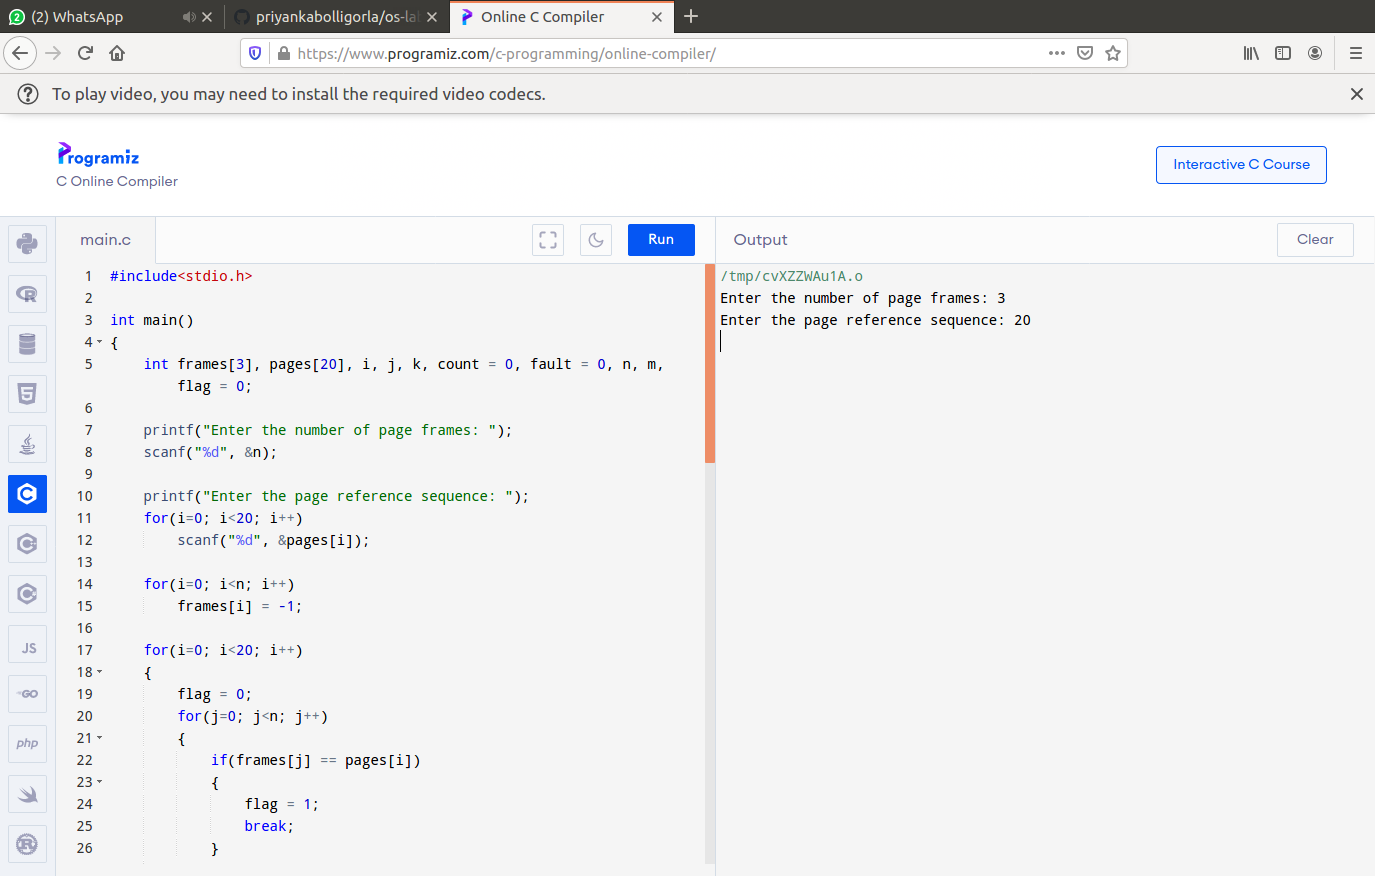 (2) WhatsApp
priyankabolligorla/os-la
Online C Compiler
https://www.programiz.com/c-programming/online-compiler/
To play video, you may need to install the required video codecs.
Programiz
C Online Compiler
Interactive C Course
main.c
Run
Output
Clear
1 #include<stdio.h>
2
3 int main()
4 {
5 int frames[3], pages[20], i, j, k, count = 0, fault = 0, n, m,
flag = 0;
6
7 printf("Enter the number of page frames: ");
8 scanf("%d", &n);
9
10 printf("Enter the page reference sequence: ");
11 for(i=0; i<20; i++)
12 scanf("%d", &pages[i]);
13
14 for(i=0; i<n; i++)
15 frames[i] = -1;
16
17 for(i=0; i<20; i++)
18 {
19 flag = 0;
20 for(j=0; j<n; j++)
21 {
22 if(frames[j] == pages[i])
23 {
24 flag = 1;
25 break;
26 }
/tmp/cvXZZWAu1A.o
Enter the number of page frames: 3
Enter the page reference sequence: 20
R
5
C
JS
GO
php
R